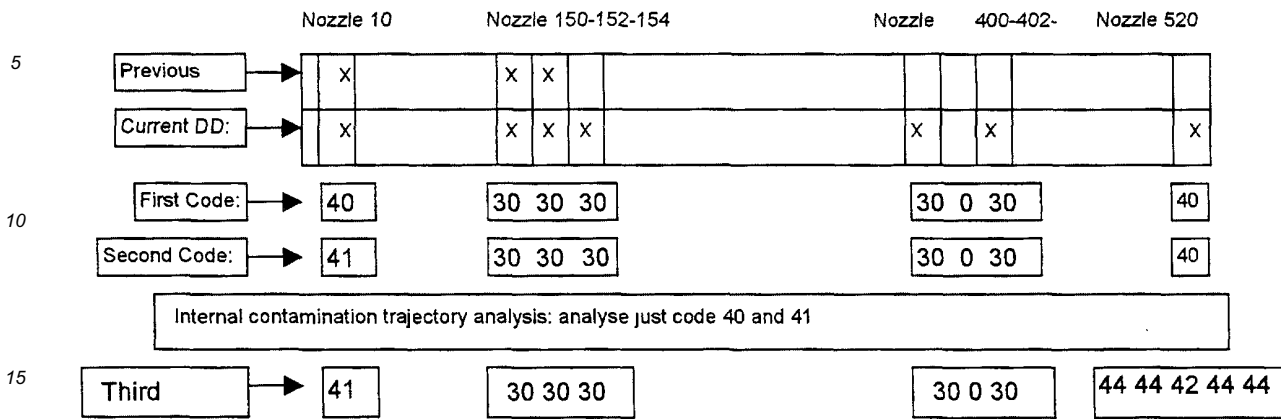 Nozzle 10 Nozzle 150-152-154 Nozzle 400-402- Nozzle 520
5
Previous X X X
Current DD: X X X X X X X
10
First Code: 40 30 30 30 30 0 30 40
Second Code: 41 30 30 30 30 0 30 40
Internal contamination trajectory analysis: analyse just code 40 and 41
15
Third 41 30 30 30 30 0 30 44 44 42 44 44